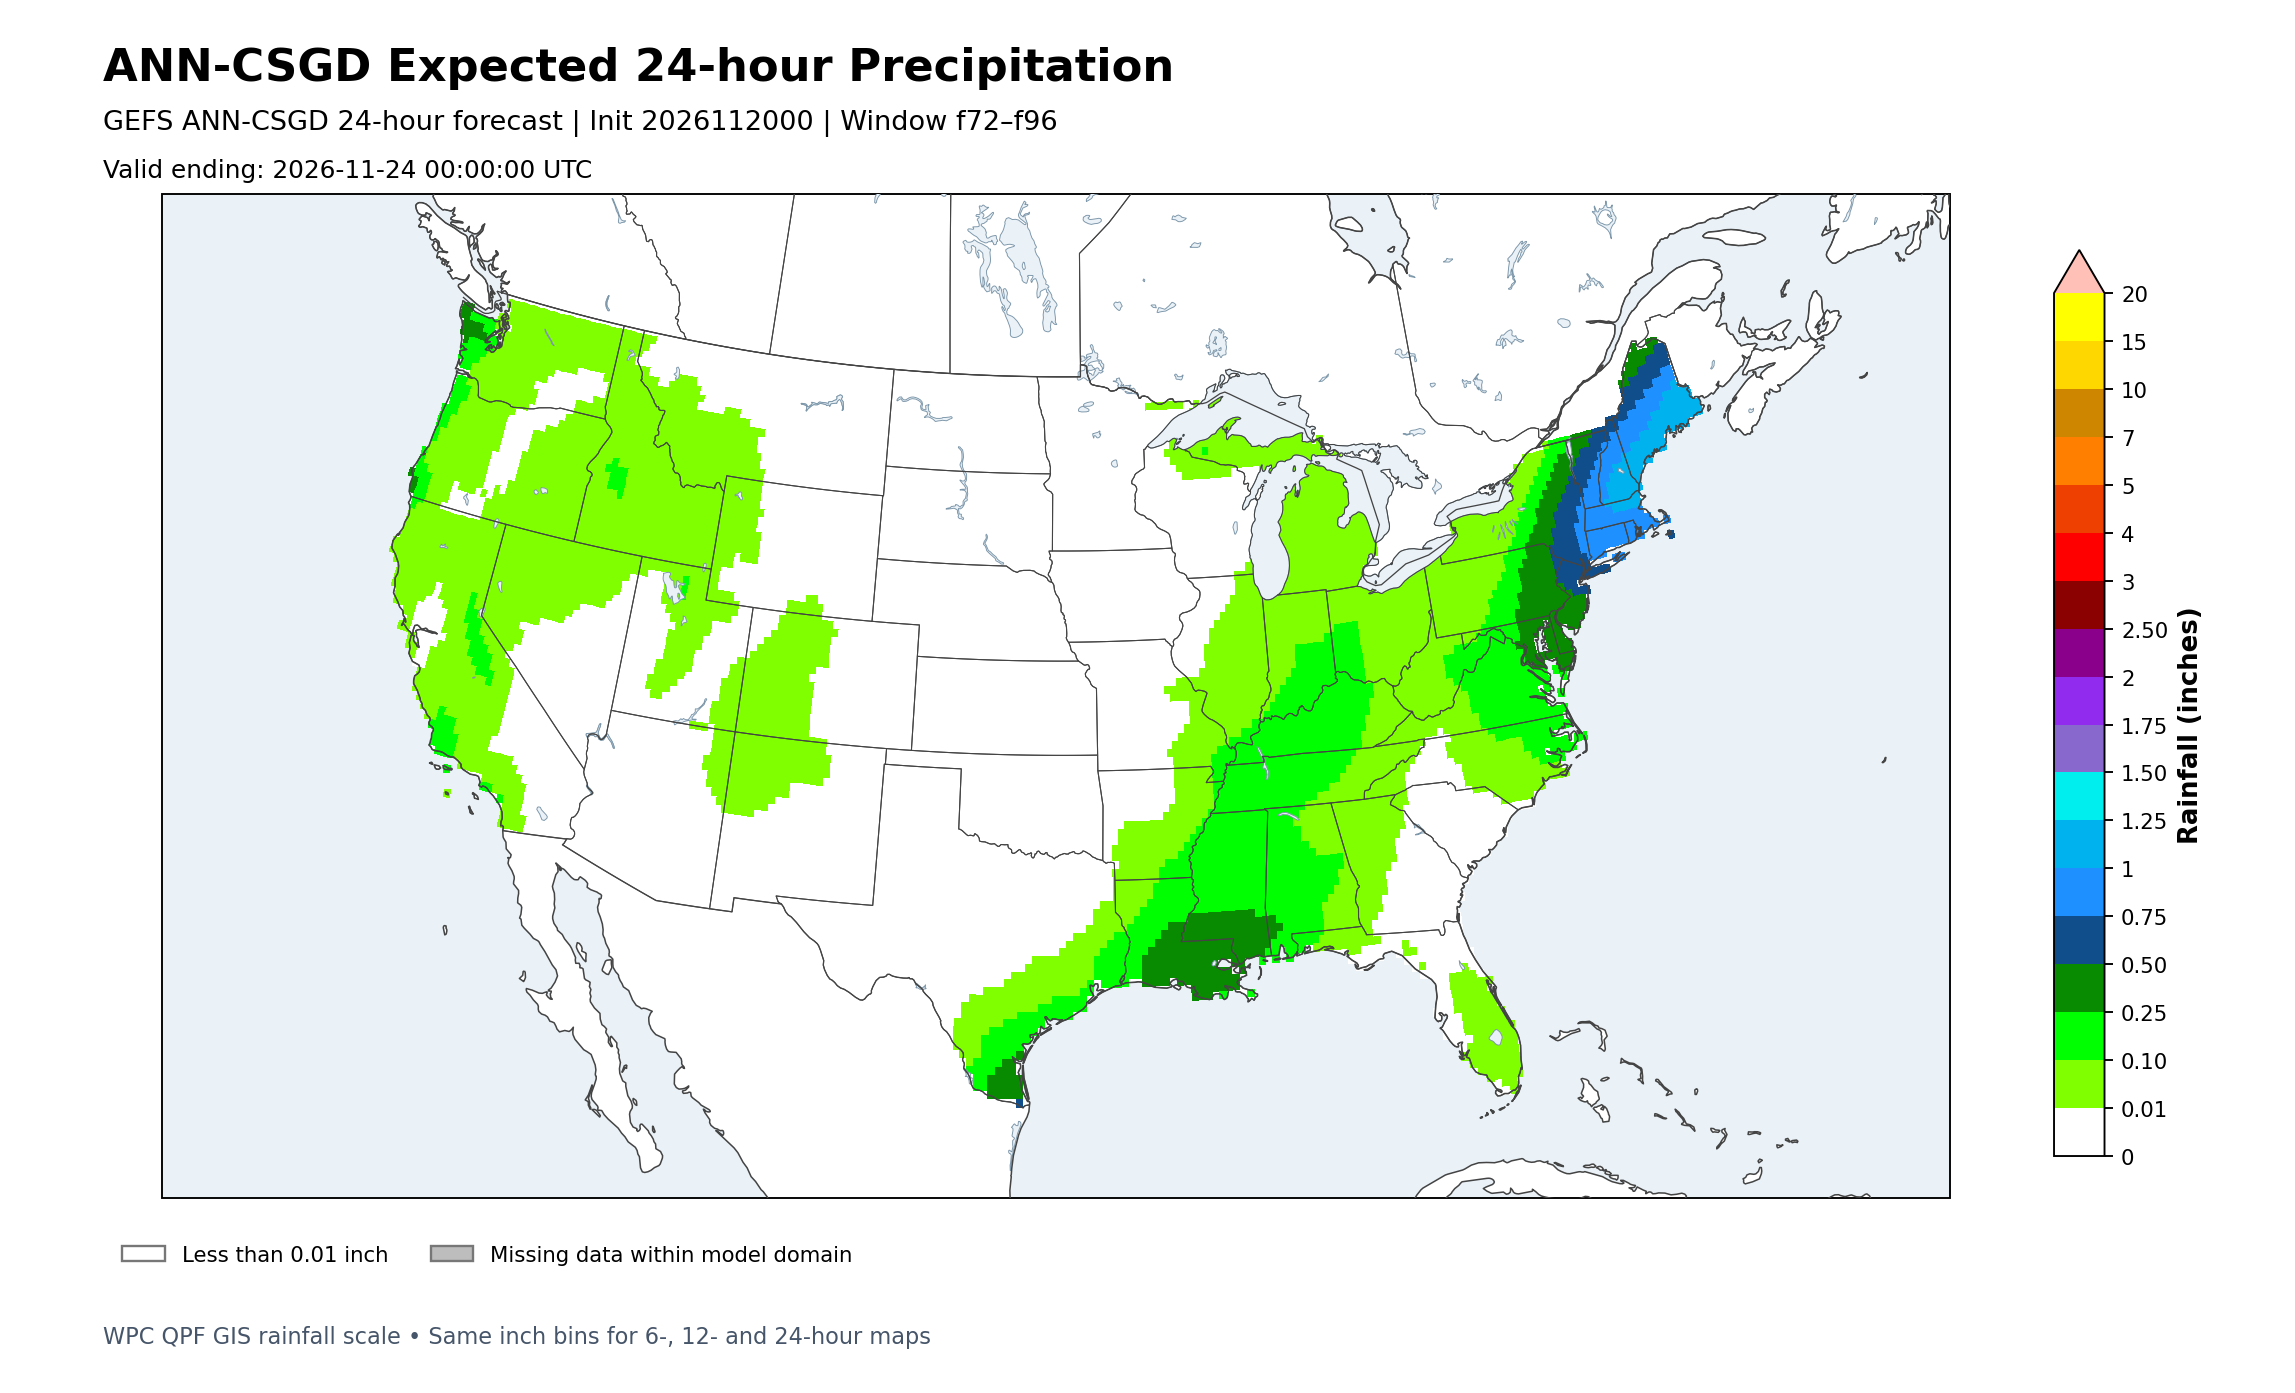 ANN-CSGD Expected 24-hour Precipitation
GEFS ANN-CSGD 24-hour forecast | Init 2026112000 | Window f72–f96
Valid ending: 2026-11-24 00:00:00 UTC
20
15
10
7
5
4
3
2.50
2
1.75
1.50
1.25
1
0.75
0.50
0.25
0.10
0.01
0
Rainfall (inches)
Less than 0.01 inch
Missing data within model domain
WPC QPF GIS rainfall scale • Same inch bins for 6-, 12- and 24-hour maps